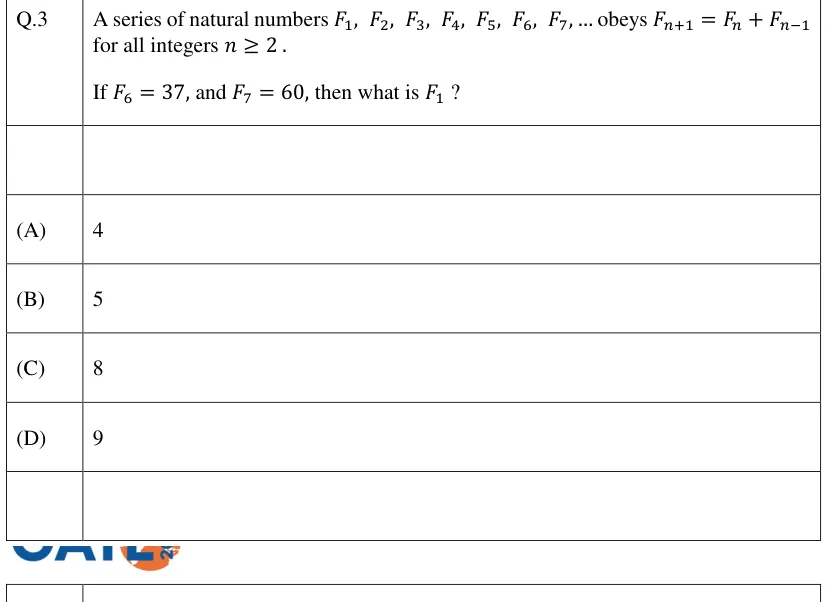 Q.3 A series of natural numbers F₁, F₂, F₃, F₄, F₅, F₆, F₇, ... obeys Fₙ₊₁ = Fₙ + Fₙ₋₁
for all integers n ≥ 2 .
If F₆ = 37, and F₇ = 60, then what is F₁ ?
(A) 4
(B) 5
(C) 8
(D) 9